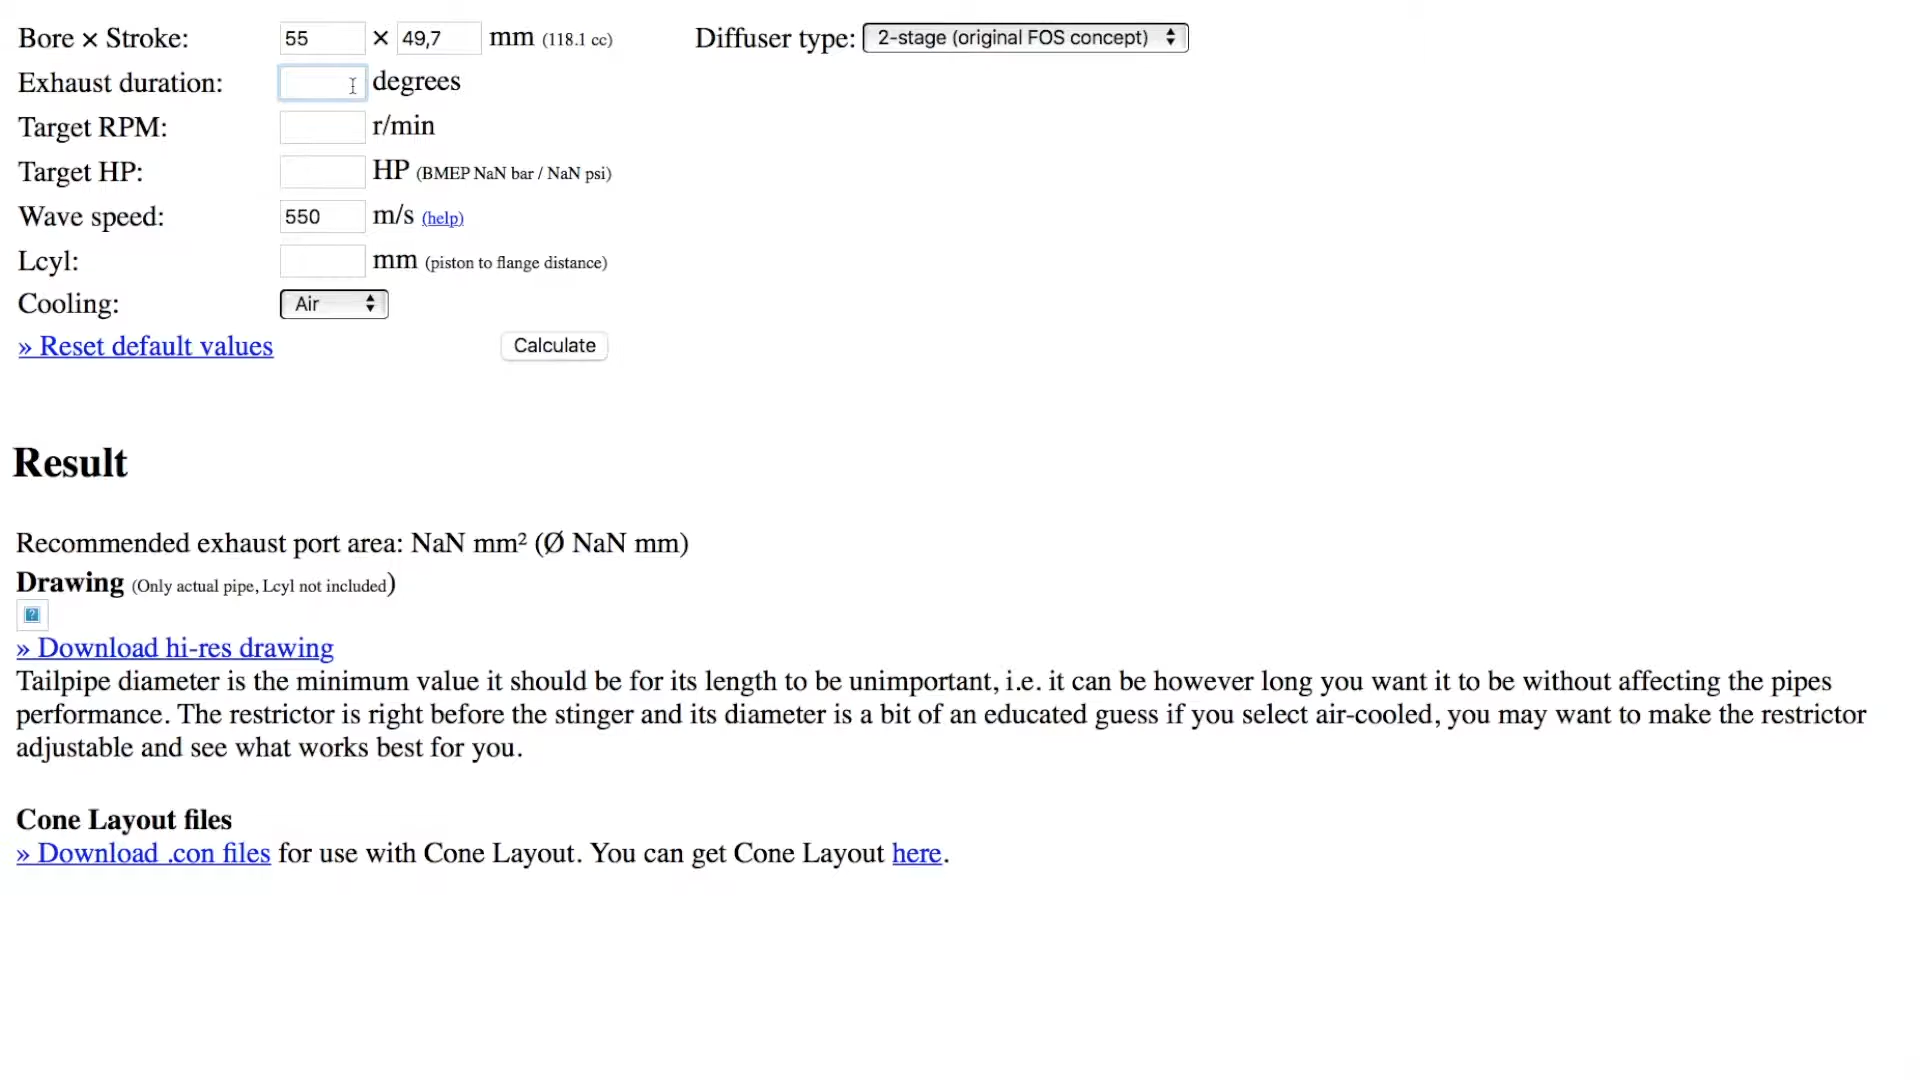 Bore × Stroke: 55 × 49,7 mm (118.1 cc) Diffuser type: 2-stage (original FOS concept)
Exhaust duration: degrees
Target RPM: r/min
Target HP: HP (BMEP NaN bar / NaN psi)
Wave speed: 550 m/s (help)
Lcyl: mm (piston to flange distance)
Cooling: Air
» Reset default values Calculate
Result
Recommended exhaust port area: NaN mm² (Ø NaN mm)
Drawing (Only actual pipe, Lcyl not included)
» Download hi-res drawing
Tailpipe diameter is the minimum value it should be for its length to be unimportant, i.e. it can be however long you want it to be without affecting the pipes
performance. The restrictor is right before the stinger and its diameter is a bit of an educated guess if you select air-cooled, you may want to make the restrictor
adjustable and see what works best for you.
Cone Layout files
» Download .con files for use with Cone Layout. You can get Cone Layout here.